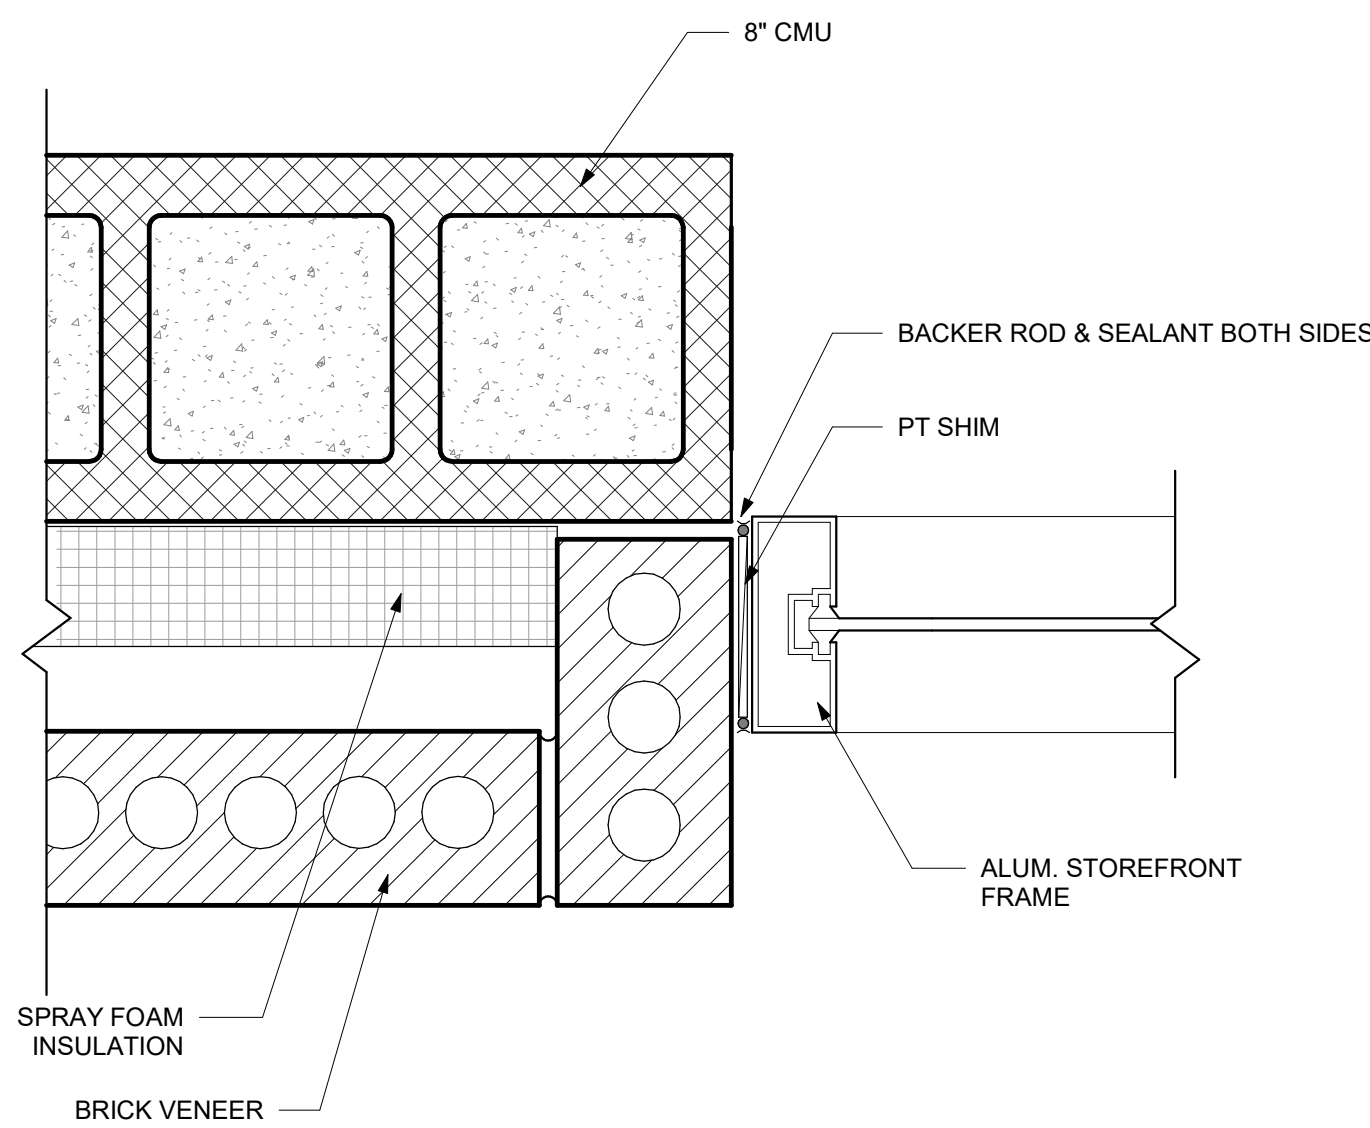 8" CMU
BACKER ROD & SEALANT BOTH SIDES
PT SHIM
ALUM. STOREFRONT
FRAME
SPRAY FOAM
INSULATION
BRICK VENEER